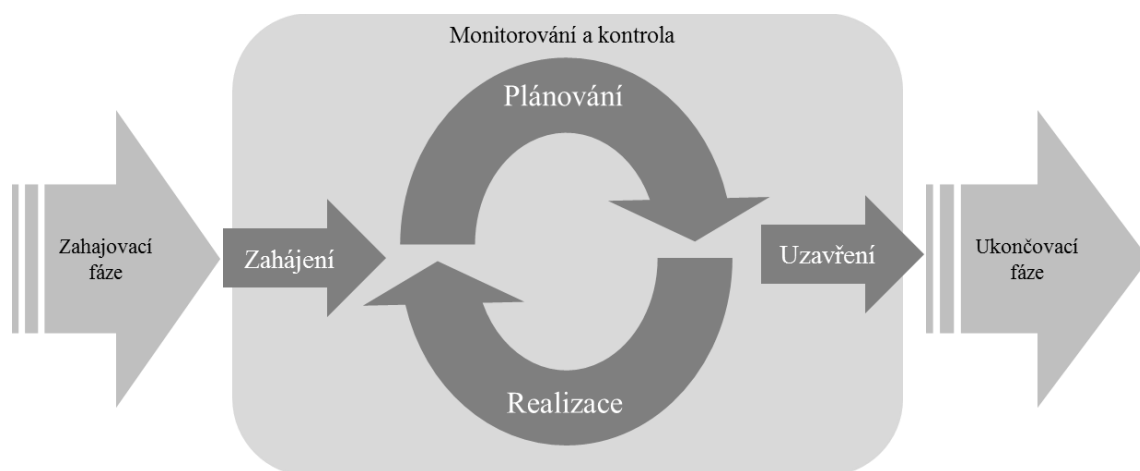 Monitorování a kontrola
Plánování
Zahajovací
fáze
Zahájení
Uzavření
Ukončovací
fáze
Realizace